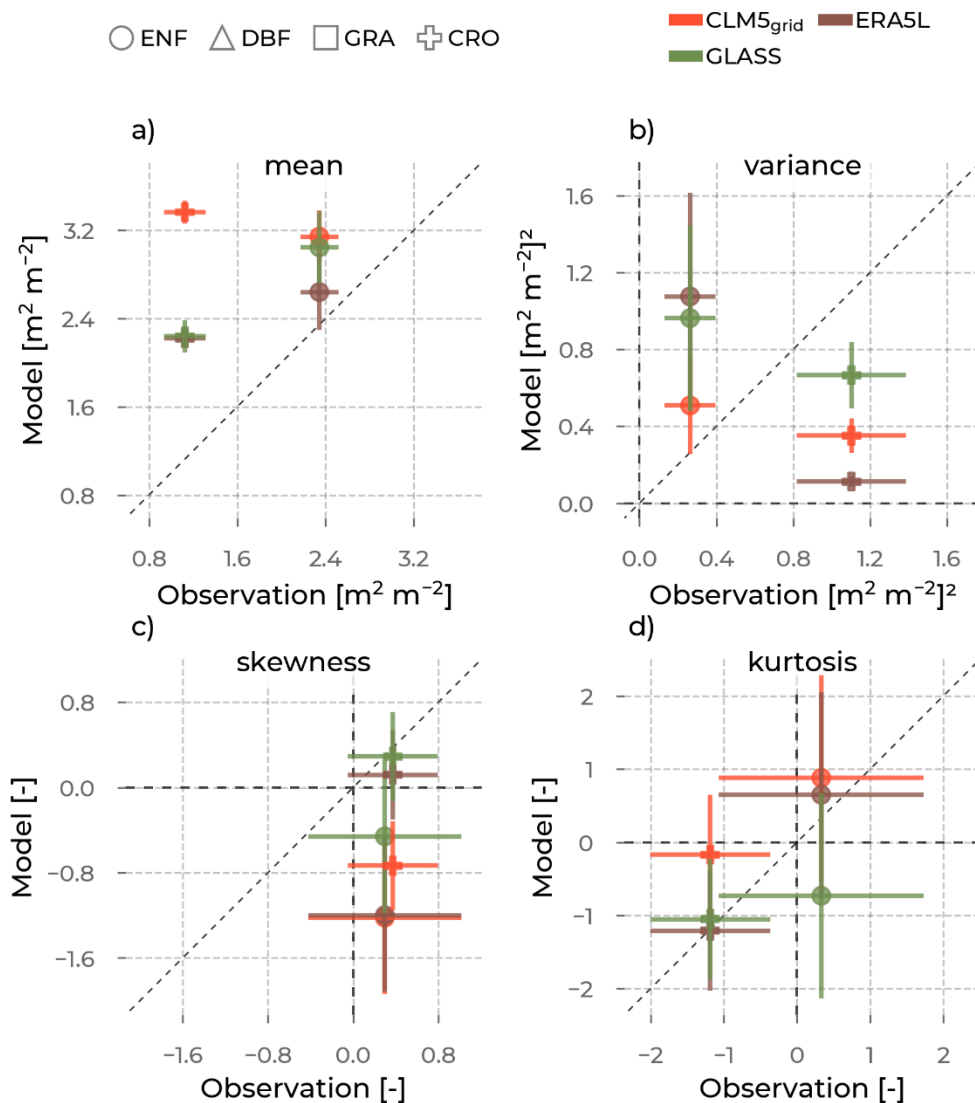 ENF DBF GRA CRO
CLM5grid ERA5L
GLASS
a)
mean
3.2
2.4
1.6
0.8
Model [m² m⁻²]
0.8 1.6 2.4 3.2
Observation [m² m⁻²]
b)
variance
1.6
1.2
0.8
0.4
0.0
Model [m² m⁻²]²
0.0 0.4 0.8 1.2 1.6
Observation [m² m⁻²]²
c)
skewness
0.8
0.0
−0.8
−1.6
Model [-]
−1.6 −0.8 0.0 0.8
Observation [-]
d)
kurtosis
2
1
0
−1
−2
Model [-]
−2 −1 0 1 2
Observation [-]